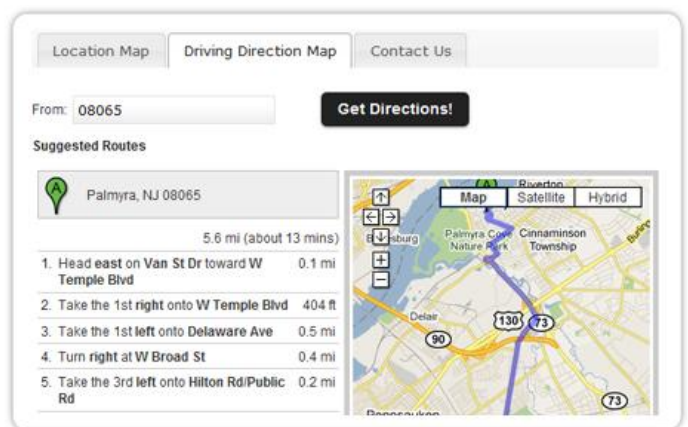 Location Map
Driving Direction Map
Contact Us
From: 08065
Get Directions!
Suggested Routes
A
Palmyra, NJ 08065
5.6 mi (about 13 mins)
1. Head east on Van St Dr toward W Temple Blvd 0.1 mi
2. Take the 1st right onto W Temple Blvd 404 ft
3. Take the 1st left onto Delaware Ave 0.5 mi
4. Turn right at W Broad St 0.4 mi
5. Take the 3rd left onto Hilton Rd/Public Rd 0.2 mi
A
Riverton
Map
Satellite
Hybrid
Palmyra Cove
Nature Park
Cinnaminson
Township
Delair
130
73
90
73